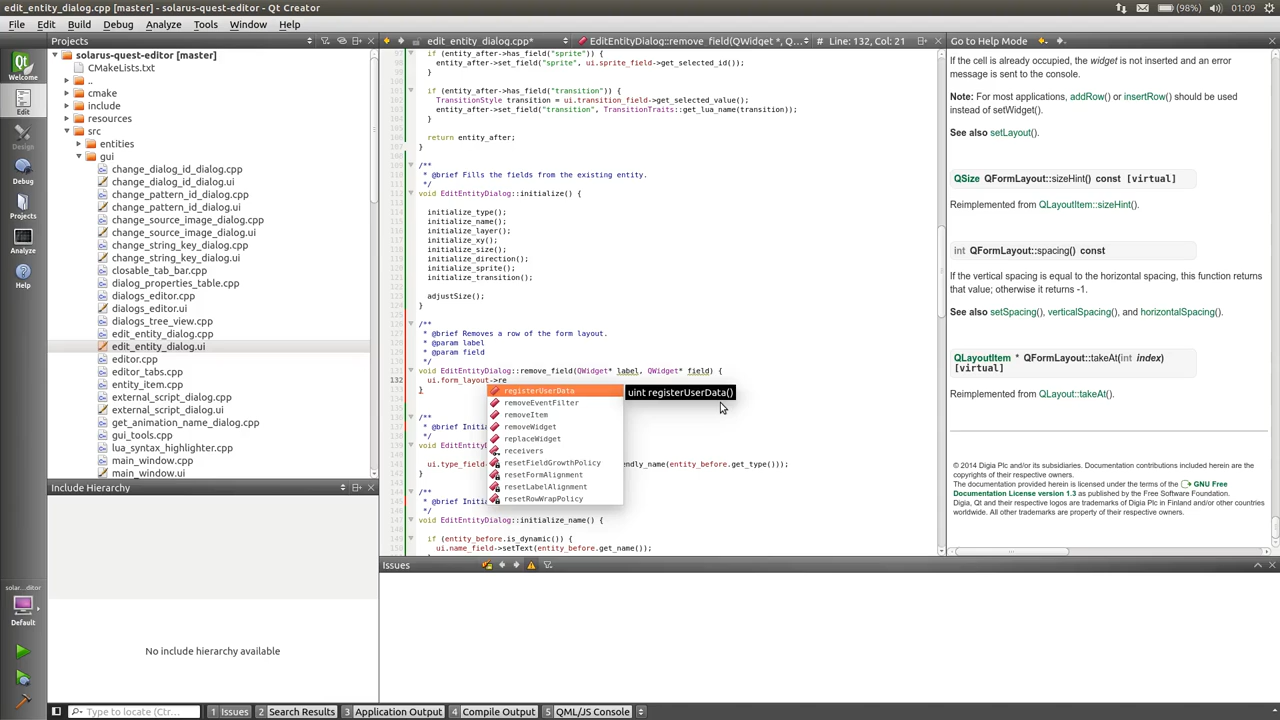 edit_entity_dialog.cpp (editor) - solarus-quest-editor - Qt Creator
(98%)
01:09
File Edit Build Debug Analyze Tools Window Help
Projects
edit_entity_dialog.cpp*
EditEntityDialog::remove_field(QWidget *, Q...
# Line: 132, Col: 21
Go to Help Mode
Welcome
Edit
Design
Debug
Projects
Analyze
Help
Default
solarus-quest-editor [master]
CMakeLists.txt
..
cmake
include
resources
src
entities
gui
change_dialog_id_dialog.cpp
change_dialog_id_dialog.ui
change_pattern_id_dialog.cpp
change_pattern_id_dialog.ui
change_source_image_dialog.cpp
change_source_image_dialog.ui
change_string_key_dialog.cpp
change_string_key_dialog.ui
closable_tab_bar.cpp
dialog_properties_table.cpp
dialogs_editor.cpp
dialogs_editor.ui
dialogs_tree_view.cpp
edit_entity_dialog.cpp
edit_entity_dialog.ui
editor.cpp
editor_tabs.cpp
entity_item.cpp
external_script_dialog.cpp
external_script_dialog.ui
get_animation_name_dialog.cpp
gui_tools.cpp
lua_syntax_highlighter.cpp
main_window.cpp
main_window.ui
Include Hierarchy
No include hierarchy available
if (entity_after->has_field("sprite")) {
entity_after->set_field("sprite", ui.sprite_field->get_selected_id());
}
if (entity_after->has_field("transition")) {
TransitionStyle transition = ui.transition_field->get_selected_value();
entity_after->set_field("transition", TransitionTraits::get_lua_name(transition));
}
return entity_after;
}
/**
* @brief Fills the fields from the existing entity.
*/
void EditEntityDialog::initialize() {
initialize_type();
initialize_name();
initialize_layer();
initialize_xy();
initialize_size();
initialize_direction();
initialize_sprite();
initialize_transition();
adjustSize();
}
/**
* @brief Removes a row of the form layout.
* @param label
* @param field
*/
void EditEntityDialog::remove_field(QWidget* label, QWidget* field) {
132 ui.form_layout->re
}
registerUserData
removeEventFilter
removeItem
removeWidget
replaceWidget
receivers
resetFieldGrowthPolicy
resetFormAlignment
resetLabelAlignment
resetRowWrapPolicy
uint registerUserData()
/**
* @brief Initi
*/
void EditEntityD
ui.type_field-
endly_name(entity_before.get_type()));
}
/**
* @brief Initi
*/
void EditEntityDialog::initialize_name() {
if (entity_before.is_dynamic()) {
ui.name_field->setText(entity_before.get_name());
If the cell is already occupied, the widget is not inserted and an error
message is sent to the console.
Note: For most applications, addRow() or insertRow() should be used
instead of setWidget().
See also setLayout().
QSize QFormLayout::sizeHint() const [virtual]
Reimplemented from QLayoutItem::sizeHint().
int QFormLayout::spacing() const
If the vertical spacing is equal to the horizontal spacing, this function returns
that value; otherwise it returns -1.
See also setSpacing(), verticalSpacing(), and horizontalSpacing().
QLayoutItem * QFormLayout::takeAt(int index)
[virtual]
Reimplemented from QLayout::takeAt().
© 2014 Digia Plc and/or its subsidiaries. Documentation contributions included herein are the
copyrights of their respective owners.
The documentation provided herein is licensed under the terms of the GNU Free
Documentation License version 1.3 as published by the Free Software Foundation.
Digia, Qt and their respective logos are trademarks of Digia Plc in Finland and/or other countries
worldwide. All other trademarks are property of their respective owners.
Issues
Type to locate (Ctrl...
1 Issues
2 Search Results
3 Application Output
4 Compile Output
5 QML/JS Console